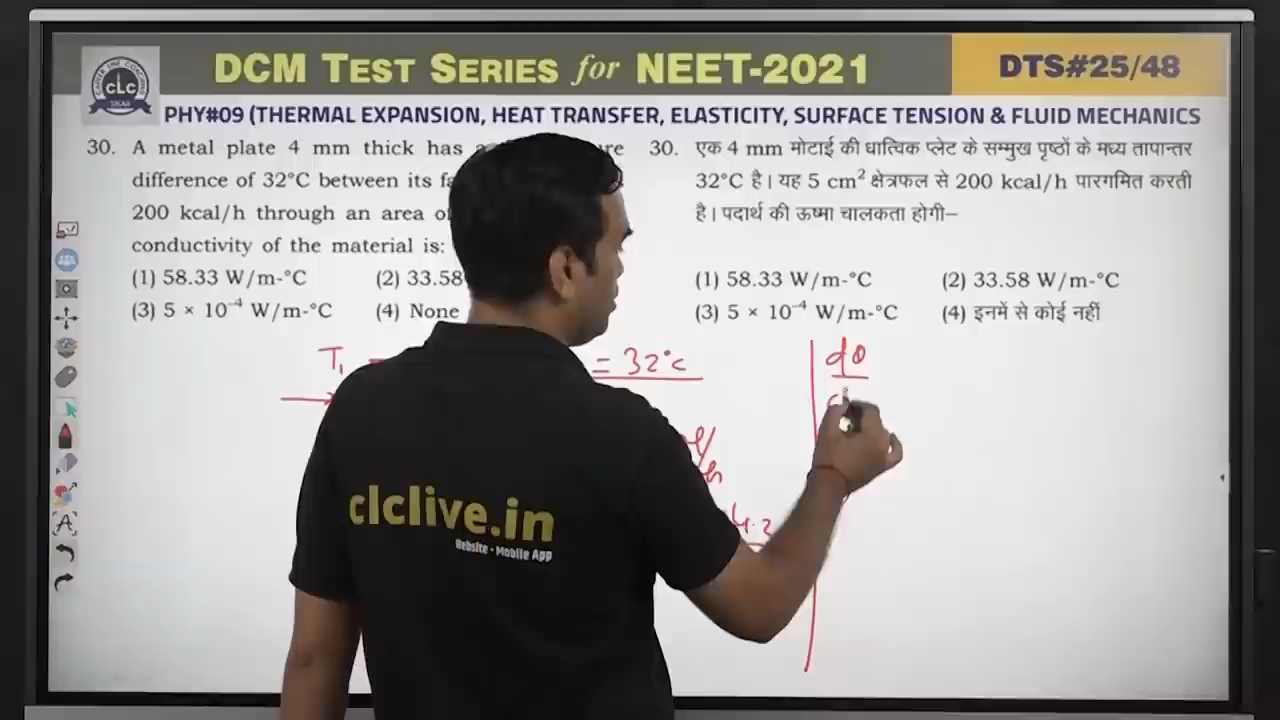 DCM TEST SERIES for NEET-2021
DTS#25/48
CLC
PHY#09 (THERMAL EXPANSION, HEAT TRANSFER, ELASTICITY, SURFACE TENSION & FLUID MECHANICS
30. A metal plate 4 mm thick has a
difference of 32°C between its
200 kcal/h through an area
conductivity of the material is:
(1) 58.33 W/m-°C (2) 33.58
(3) 5 × 10⁻⁴ W/m-°C (4) None
30. एक 4 mm मोटाई की धात्विक प्लेट के सम्मुख पृष्ठों के मध्य तापान्तर
32°C है। यह 5 cm² क्षेत्रफल से 200 kcal/h पारगमित करती
है। पदार्थ की ऊष्मा चालकता होगी–
(1) 58.33 W/m-°C (2) 33.58 W/m-°C
(3) 5 × 10⁻⁴ W/m-°C (4) इनमें से कोई नहीं
T₁
= 32°C
4.2
dθ
clclive.in
Website • Mobile App